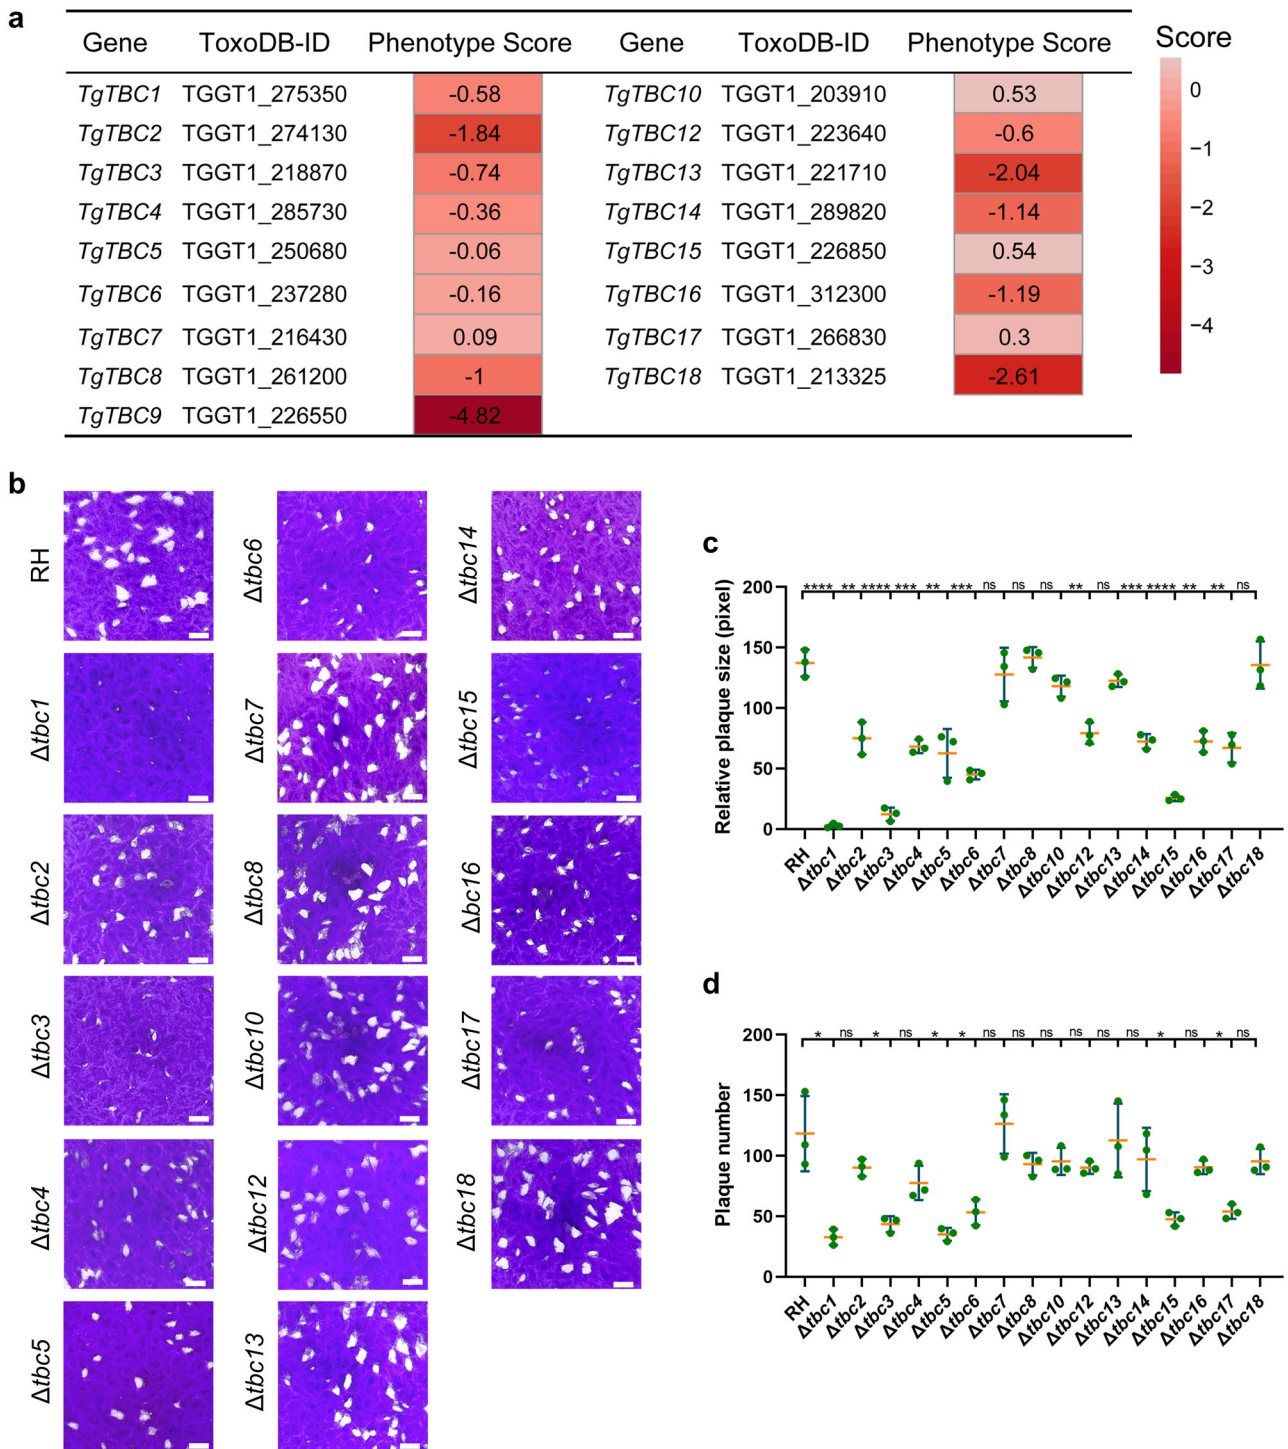 a
Gene ToxoDB-ID Phenotype Score Gene ToxoDB-ID Phenotype Score
TgTBC1 TGGT1_275350 -0.58 TgTBC10 TGGT1_203910 0.53
TgTBC2 TGGT1_274130 -1.84 TgTBC12 TGGT1_223640 -0.6
TgTBC3 TGGT1_218870 -0.74 TgTBC13 TGGT1_221710 -2.04
TgTBC4 TGGT1_285730 -0.36 TgTBC14 TGGT1_289820 -1.14
TgTBC5 TGGT1_250680 -0.06 TgTBC15 TGGT1_226850 0.54
TgTBC6 TGGT1_237280 -0.16 TgTBC16 TGGT1_312300 -1.19
TgTBC7 TGGT1_216430 0.09 TgTBC17 TGGT1_266830 0.3
TgTBC8 TGGT1_261200 -1 TgTBC18 TGGT1_213325 -2.61
TgTBC9 TGGT1_226550 -4.82
Score
0
−1
−2
−3
−4
b
RH
Δtbc6
Δtbc14
Δtbc1
Δtbc7
Δtbc15
Δtbc2
Δtbc8
Δbc16
Δtbc3
Δtbc10
Δtbc17
Δtbc4
Δtbc12
Δtbc18
Δtbc5
Δtbc13
c
Relative plaque size (pixel)
200
150
100
50
0
**** ** **** *** ** *** ns ns ns ** ns *** **** ** ** ns
RH Δtbc1 Δtbc2 Δtbc3 Δtbc4 Δtbc5 Δtbc6 Δtbc7 Δtbc8 Δtbc10 Δtbc12 Δtbc13 Δtbc14 Δtbc15 Δtbc16 Δtbc17 Δtbc18
d
Plaque number
200
150
100
50
0
* ns * ns * * ns ns ns ns ns ns * ns * ns
RH Δtbc1 Δtbc2 Δtbc3 Δtbc4 Δtbc5 Δtbc6 Δtbc7 Δtbc8 Δtbc10 Δtbc12 Δtbc13 Δtbc14 Δtbc15 Δtbc16 Δtbc17 Δtbc18